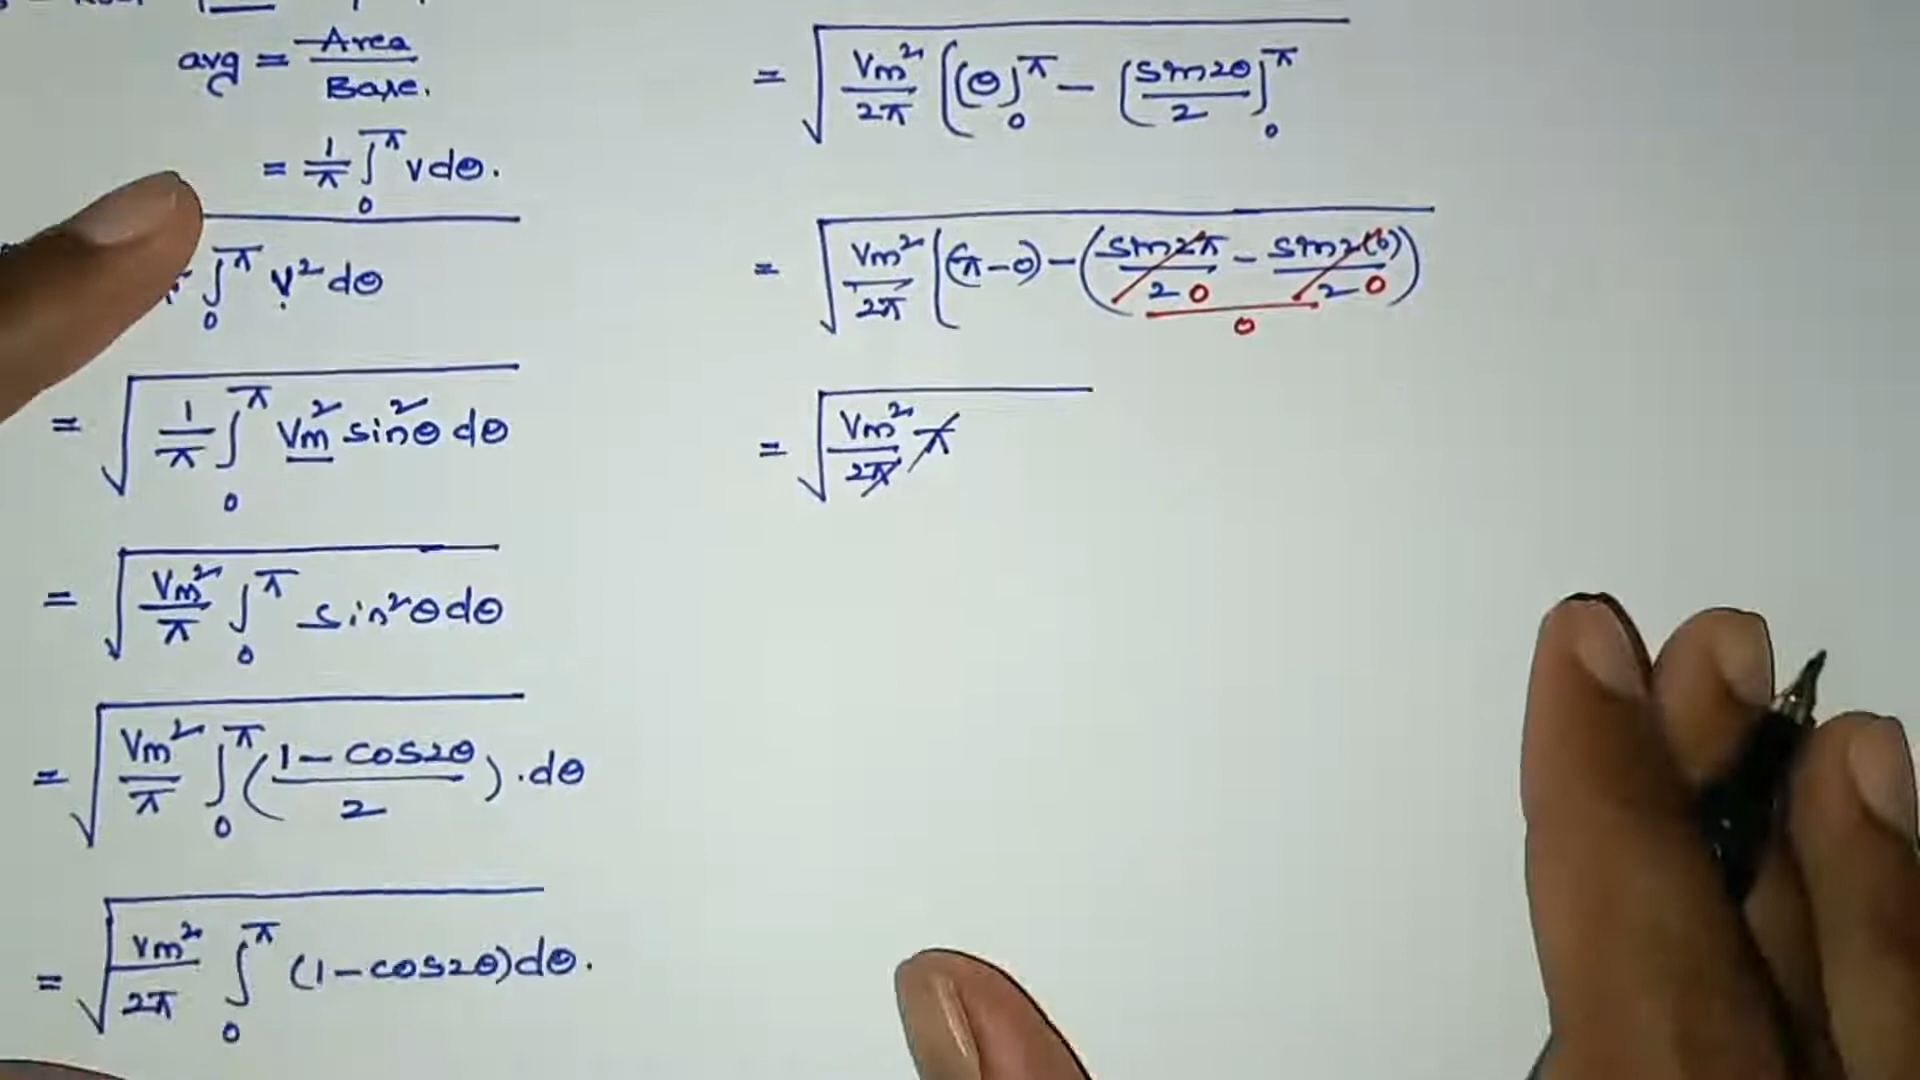 avg = Area / Base.
= 1/π ∫₀^π v dθ.
∫₀^π v² dθ
= √(1/π ∫₀^π Vm² sin²θ dθ)
= √(Vm²/π ∫₀^π sin²θ dθ)
= √(Vm²/π ∫₀^π (1 - cos2θ / 2) . dθ)
= √(Vm²/2π ∫₀^π (1 - cos2θ) dθ.)
= √(Vm²/2π [(θ)₀^π - (sin2θ/2)₀^π)
= √(Vm²/2π [(π - 0) - (sin2π/2 - sin2(0)/2))
0 0
0
= √(Vm²/2π π)